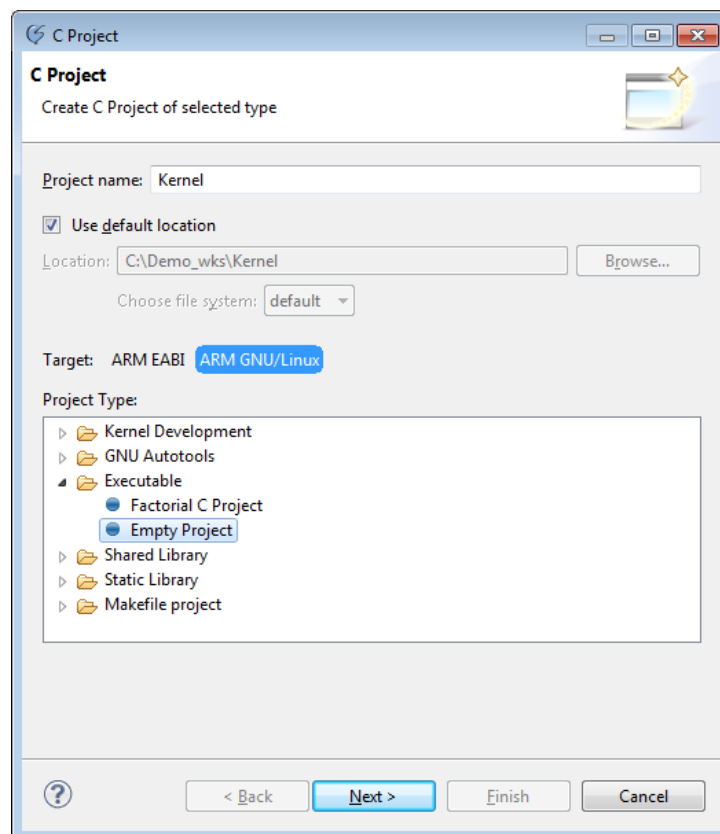 C Project
C Project
Create C Project of selected type
Project name: Kernel
Use default location
Location: C:\Demo_wks\Kernel Browse...
Choose file system: default
Target: ARM EABI ARM GNU/Linux
Project Type:
Kernel Development
GNU Autotools
Executable
Factorial C Project
Empty Project
Shared Library
Static Library
Makefile project
? < Back Next > Finish Cancel